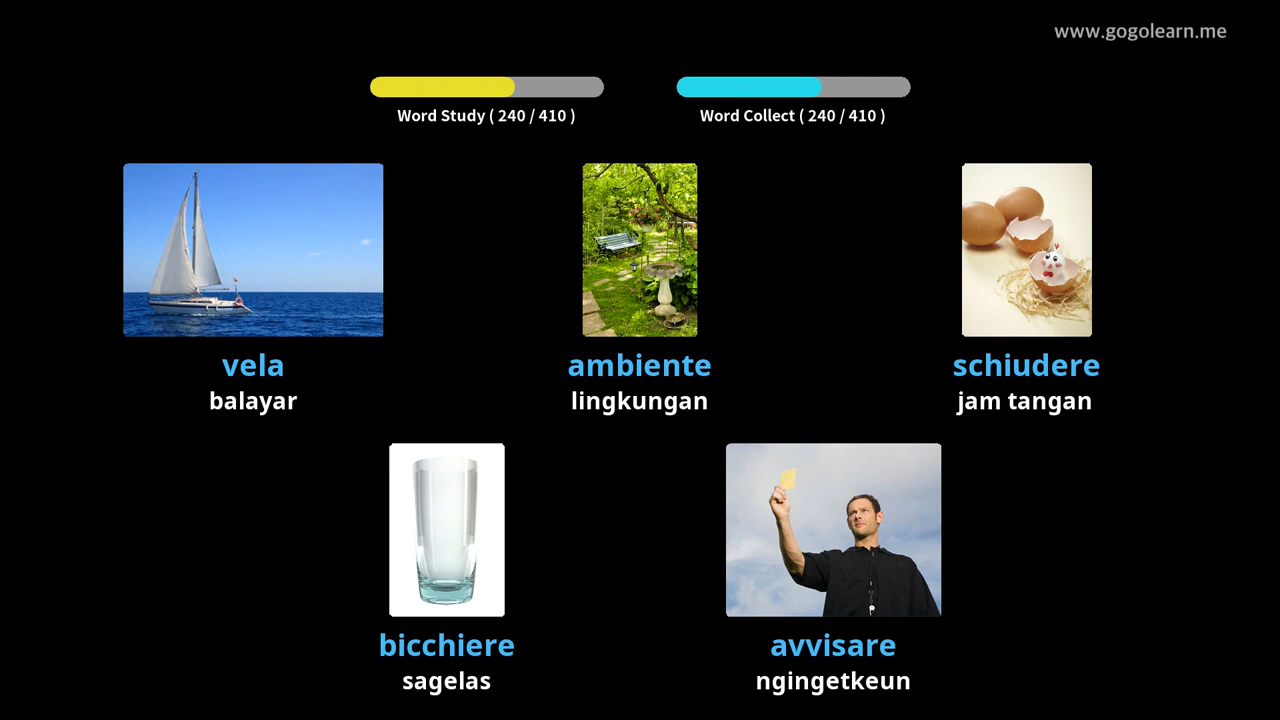 www.gogolearn.me
Word Study ( 240 / 410 )
Word Collect ( 240 / 410 )
vela
balayar
ambiente
lingkungan
schiudere
jam tangan
bicchiere
sagelas
avvisare
ngingetkeun